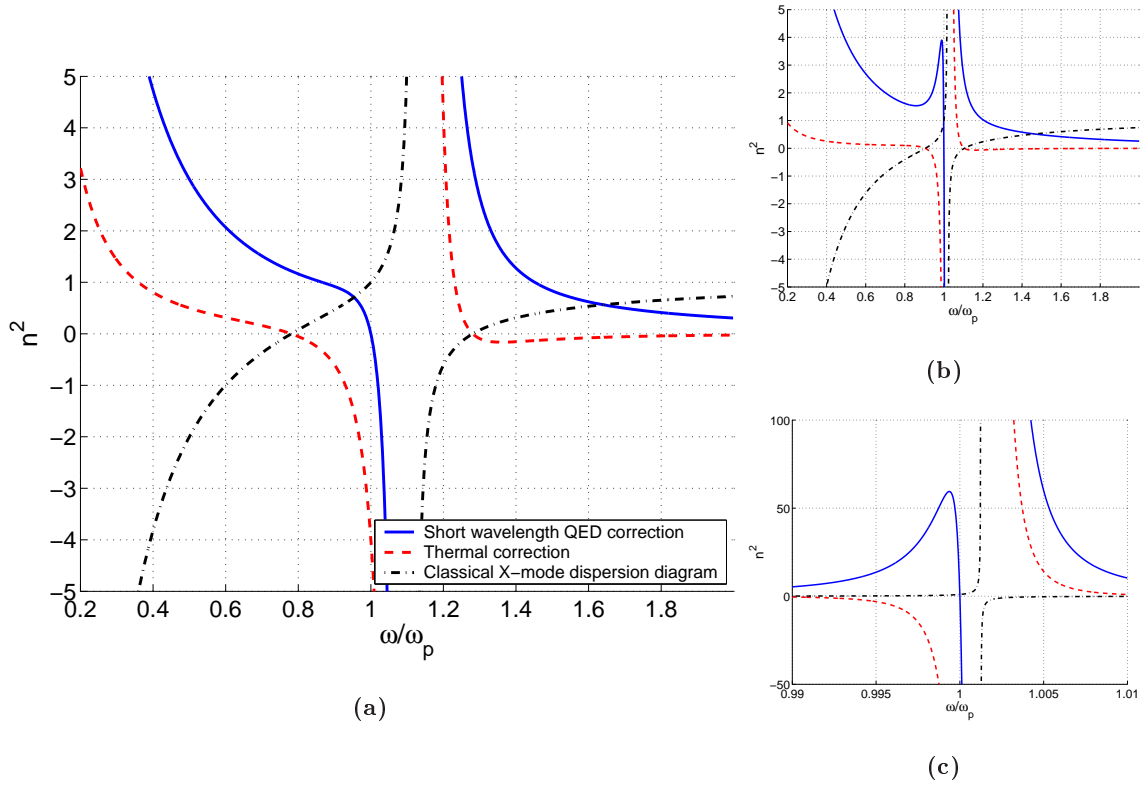 5
4
3
2
1
0
−1
−2
−3
−4
−5
n²
0.2 0.4 0.6 0.8 1 1.2 1.4 1.6 1.8
ω/ωₚ
Short wavelength QED correction
Thermal correction
Classical X−mode dispersion diagram
(a)
5
4
3
2
1
0
−1
−2
−3
−4
−5
n²
0.2 0.4 0.6 0.8 1 1.2 1.4 1.6 1.8
ω/ωₚ
(b)
100
50
0
−50
n²
0.99 0.995 1 1.005 1.01
ω/ωₚ
(c)